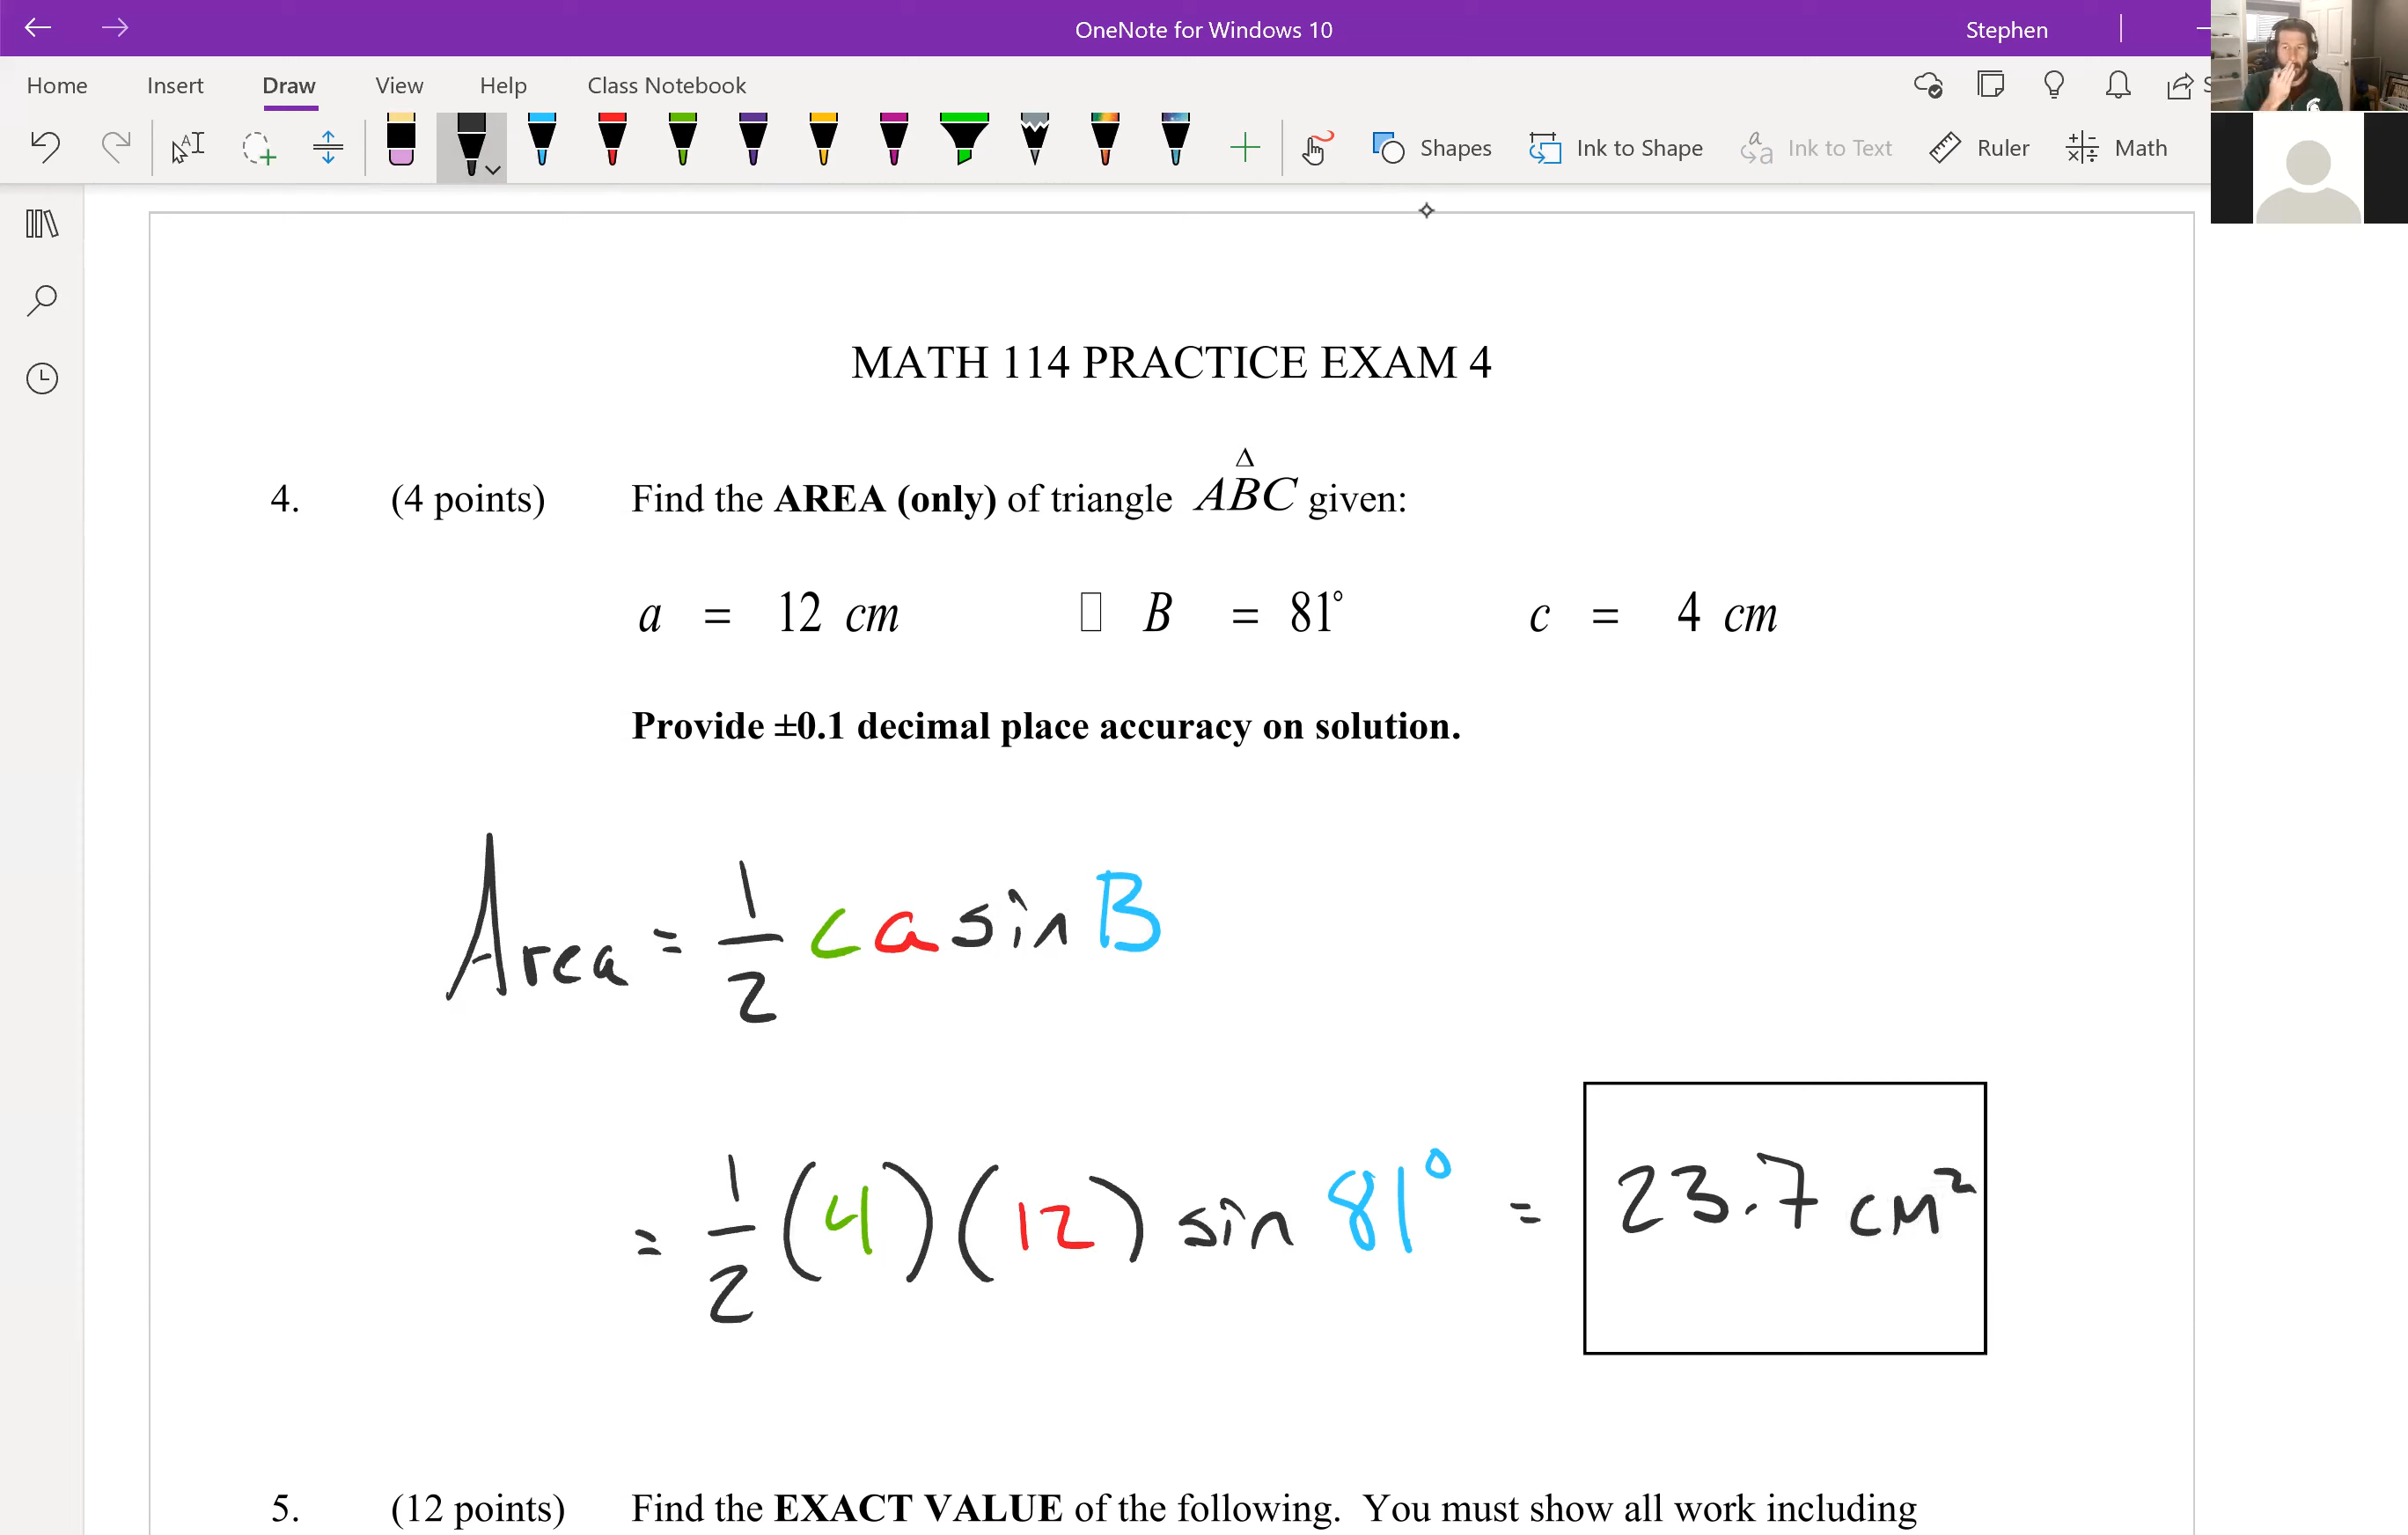 OneNote for Windows 10
Stephen
Home Insert Draw View Help Class Notebook
Shapes Ink to Shape Ink to Text Ruler Math
MATH 114 PRACTICE EXAM 4
4. (4 points) Find the AREA (only) of triangle ABC given:
a = 12 cm B = 81° c = 4 cm
Provide ±0.1 decimal place accuracy on solution.
Area = 1/2 c a sin B
= 1/2 (4)(12) sin 81° = 23.7 cm²
5. (12 points) Find the EXACT VALUE of the following. You must show all work including